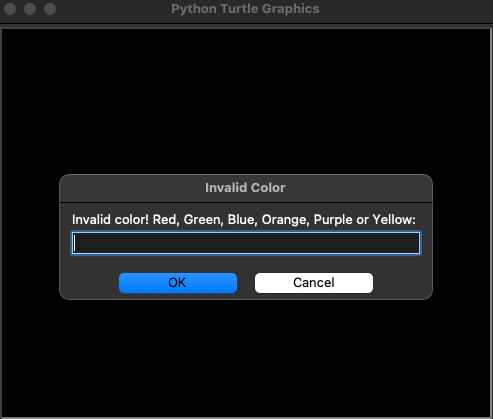 Python Turtle Graphics
Invalid Color
Invalid color! Red, Green, Blue, Orange, Purple or Yellow:
OK
Cancel